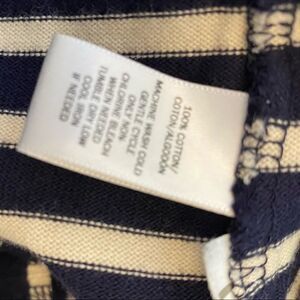 100% COTTON/
COTTON/ALGODON
MACHINE WASH COLD
GENTLE CYCLE
ONLY NON
CHLORINE BLEACH
WHEN NEEDED
TUMBLE DRY LOW
COOL IRON
IF NEEDED